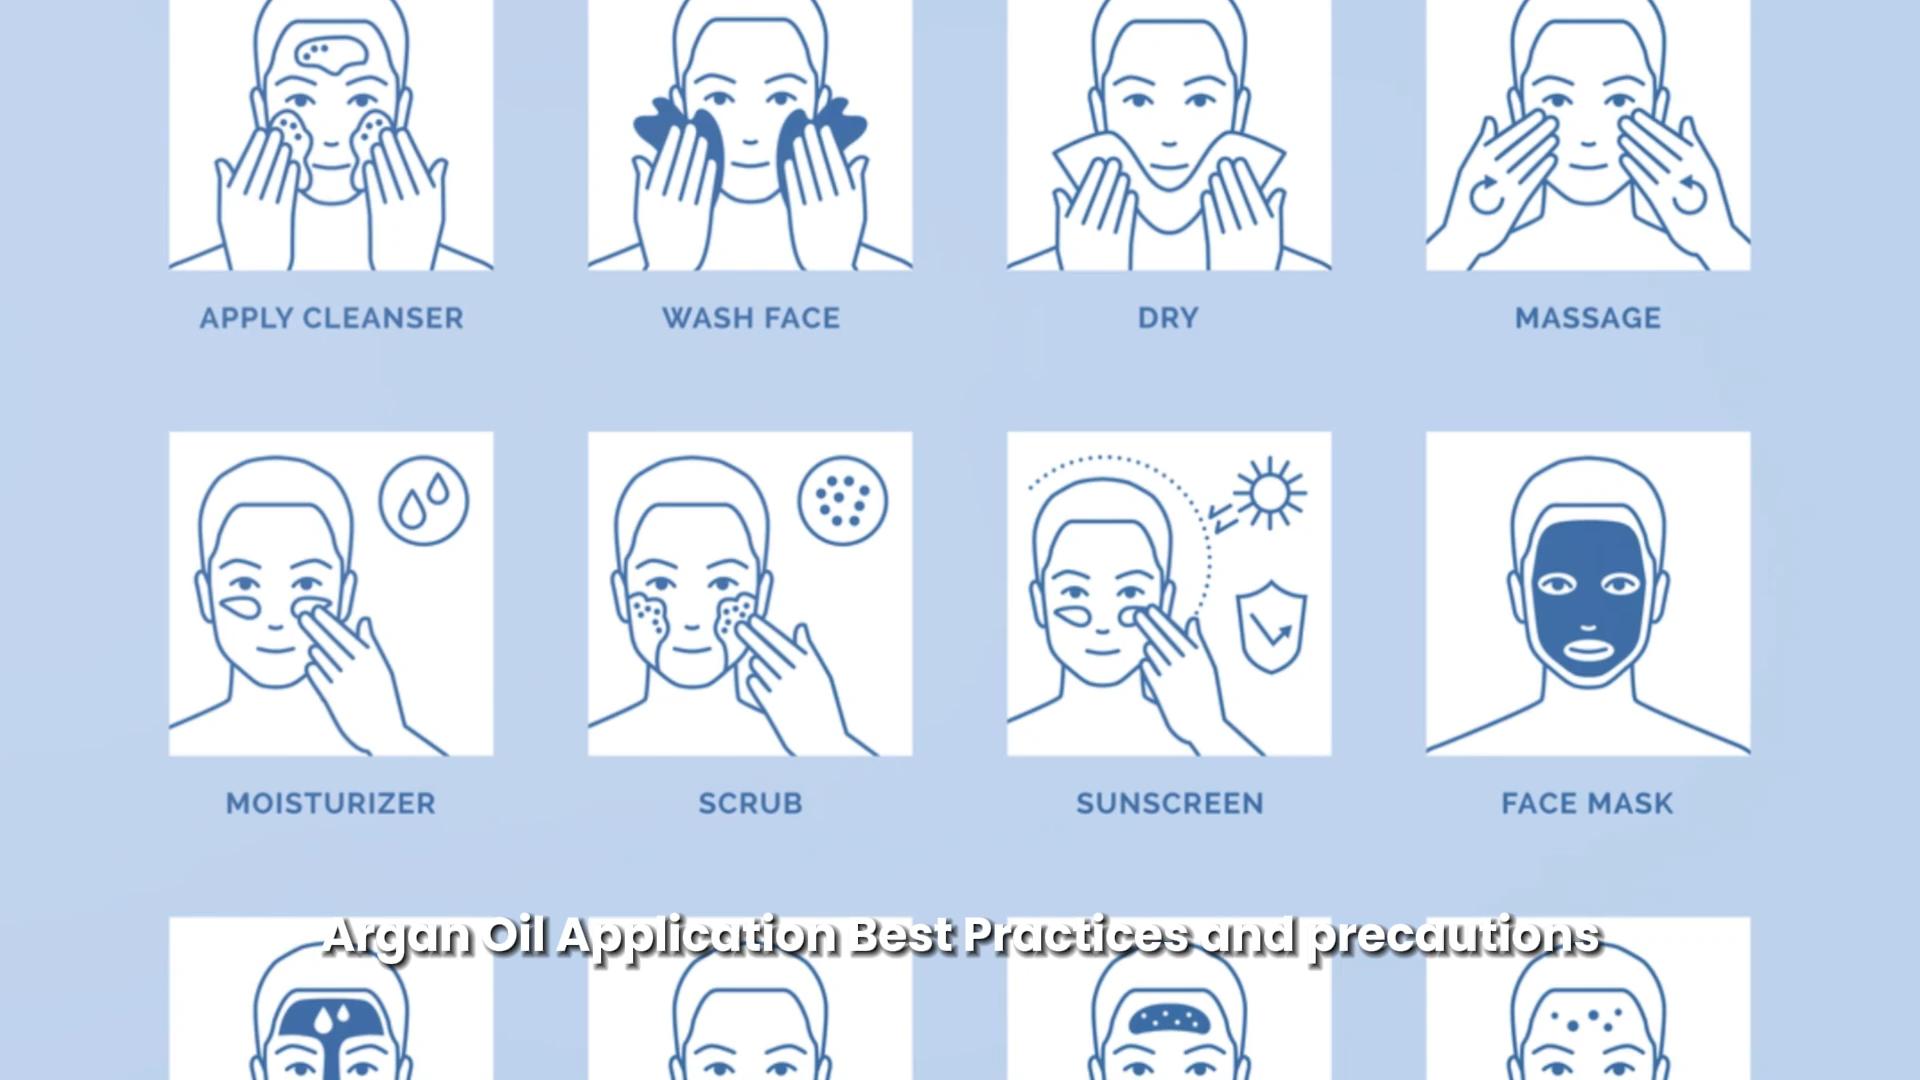 APPLY CLEANSER
WASH FACE
DRY
MASSAGE
MOISTURIZER
SCRUB
SUNSCREEN
FACE MASK
Argan Oil Application Best Practices and precautions